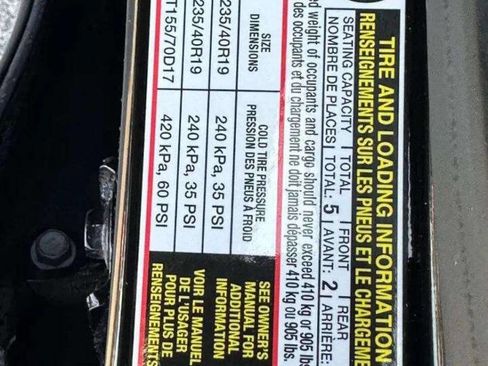 TIRE AND LOADING INFORMATION
RENSEIGNEMENTS SUR LES PNEUS ET LE CHARGEME
SEATING CAPACITY TOTAL FRONT REAR
NOMBRE DE PLACES TOTAL: 5 AVANT: 2 ARRIÈRE:
ed weight of occupants and cargo should never exceed 410 kg or 905 lbs.
des occupants et du chargement ne doit jamais dépasser 410 kg ou 905 lbs.
SIZE
DIMENSIONS
COLD TIRE PRESSURE
PRESSION DES PNEUS À FROID
235/40R19 240 kPa, 35 PSI
235/40R19 240 kPa, 35 PSI
T155/70D17 420 kPa, 60 PSI
SEE OWNER'S
MANUAL FOR
ADDITIONAL
INFORMATION
VOIR LE MANUEL
DE L'USAGER
POUR PLUS DE
RENSEIGNEMENTS